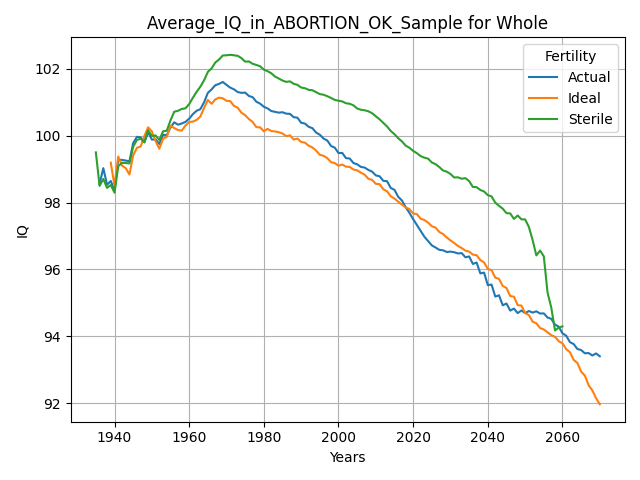 Average_IQ_in_ABORTION_OK_Sample for Whole
Fertility
Actual
Ideal
Sterile
IQ
102
100
98
96
94
92
1940
1960
1980
2000
2020
2040
2060
Years